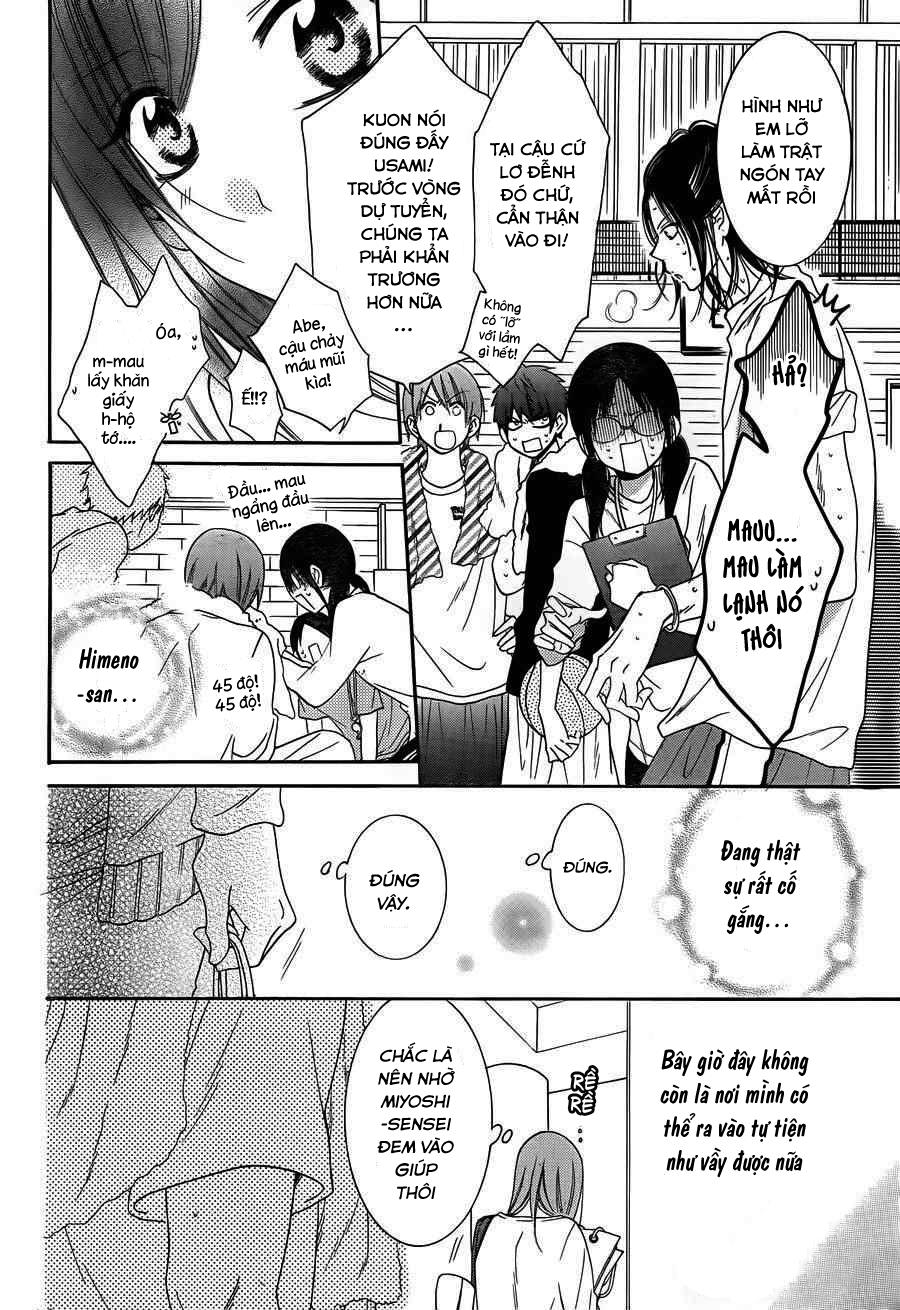 HÌNH NHƯ
EM LỠ
LÀM TRẬT
NGÓN TAY
MẤT RỒI
HẢ?
MAUU...
MAU LÀM
LẠNH NÓ
THÔI
TẠI CẬU CỨ
LƠ ĐỄNH
ĐÓ CHỨ,
CẨN THẬN
VÀO ĐI!
Không
có "lỡ"
với lầm
gì hết!
KUON NÓI
ĐÚNG ĐẤY
USAMI!
TRƯỚC VÒNG
DỰ TUYỂN,
CHÚNG TA
PHẢI KHẨN
TRƯƠNG
HƠN NỮA
...
Abe,
cậu chảy
máu mũi
kìa!
Ế!!?
Óa,
m-mau
lấy khăn
giấy
h-hộ
tớ....
Đầu... mau
ngẩng đầu
lên...
45 độ!
45 độ!
Himeno
-san...
Đang thật
sự rất cố
gắng...
ĐÚNG.
ĐÚNG
VẬY.
Bây giờ đây không
còn là nơi mình có
thể ra vào tự tiện
như vầy được nữa
RỀ
RỀ
CHẮC LÀ
NÊN NHỜ
MIYOSHI
-SENSEI
ĐEM VÀO
GIÚP
THÔI